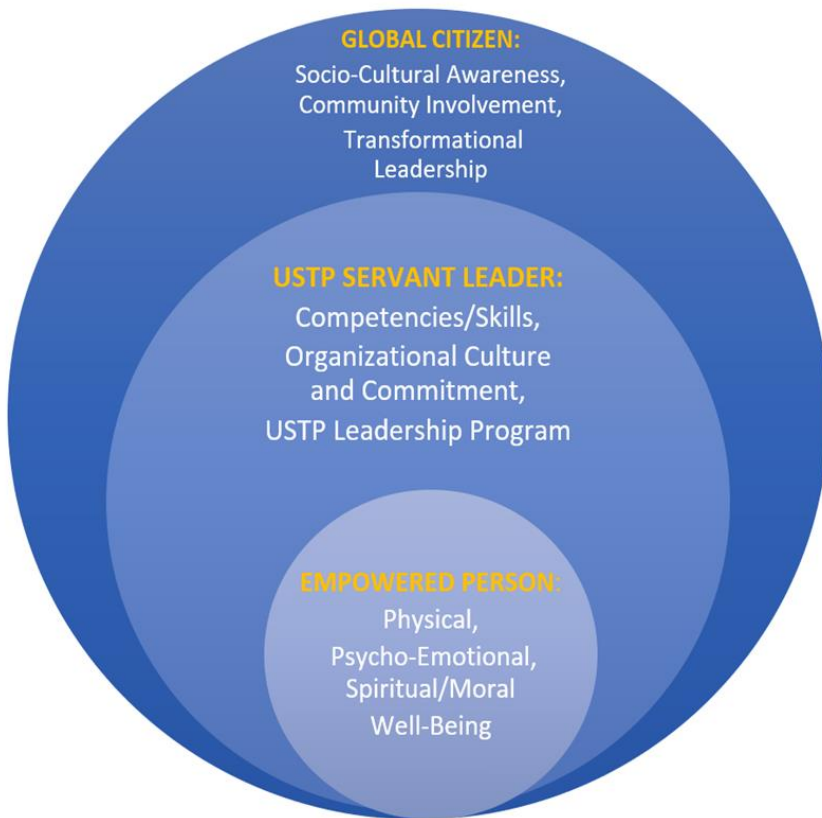 GLOBAL CITIZEN:
Socio-Cultural Awareness,
Community Involvement,
Transformational
Leadership
USTP SERVANT LEADER:
Competencies/Skills,
Organizational Culture
and Commitment,
USTP Leadership Program
EMPOWERED PERSON:
Physical,
Psycho-Emotional,
Spiritual/Moral
Well-Being